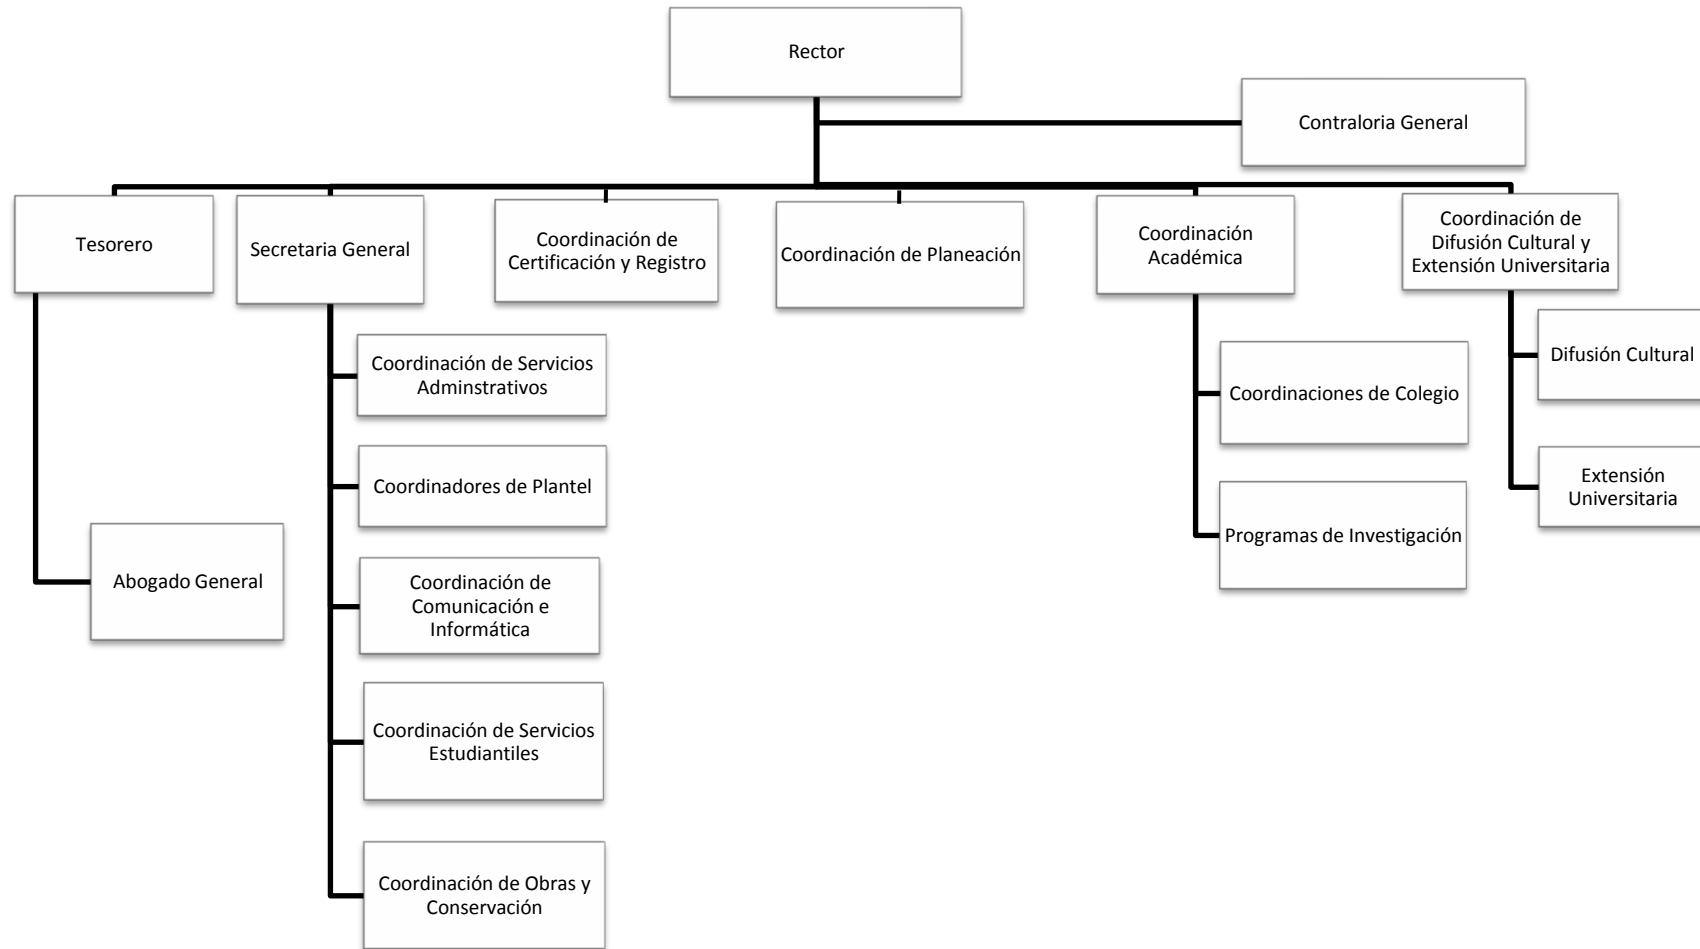 Rector
Contraloria General
Tesorero
Secretaria General
Coordinación de
Certificación y Registro
Coordinación de Planeación
Coordinación
Académica
Coordinación de
Difusión Cultural y
Extensión Universitaria
Coordinación de Servicios
Adminstrativos
Coordinadores de Plantel
Coordinación de
Comunicación e
Informática
Coordinación de Servicios
Estudiantiles
Coordinación de Obras y
Conservación
Abogado General
Coordinaciones de Colegio
Programas de Investigación
Difusión Cultural
Extensión
Universitaria